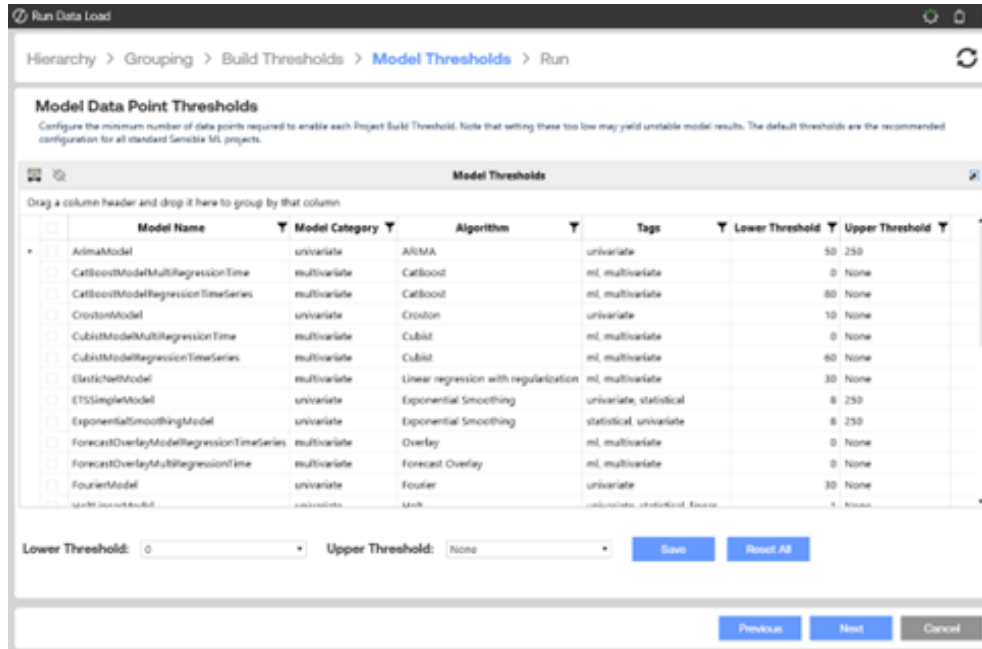 Run Data Load
Hierarchy > Grouping > Build Thresholds > Model Thresholds > Run
Model Data Point Thresholds
Configure the minimum number of data points required to enable each Project Build Threshold. Note that setting these too low may yield unstable model results. The default thresholds are the recommended
configuration for all standard Sensible ML projects.
Model Thresholds
Drag a column header and drop it here to group by that column
Model Name Model Category Algorithm Tags Lower Threshold Upper Threshold
ArimaModel univariate ARIMA univariate 50 250
CatBoostModelMultiRegressionTime multivariate CatBoost ml, multivariate 0 None
CatBoostModelRegressionTimeSeries multivariate CatBoost ml, multivariate 80 None
CrostonModel univariate Croston univariate 10 None
CubistModelMultiRegressionTime multivariate Cubist ml, multivariate 0 None
CubistModelRegressionTimeSeries multivariate Cubist ml, multivariate 60 None
ElasticNetModel multivariate Linear regression with regularization ml, multivariate 30 None
ETSSimpleModel univariate Exponential Smoothing univariate, statistical 8 250
ExponentialSmoothingModel univariate Exponential Smoothing statistical, univariate 8 250
ForecastOverlayModelRegressionTimeSeries multivariate Overlay ml, multivariate 0 None
ForecastOverlayMultiRegressionTime multivariate Forecast Overlay ml, multivariate 0 None
FourierModel univariate Fourier univariate 30 None
HoltLinearModel univariate Holt univariate, statistical, linear 1 None
Lower Threshold: 0 Upper Threshold: None Save Reset All
Previous Next Cancel